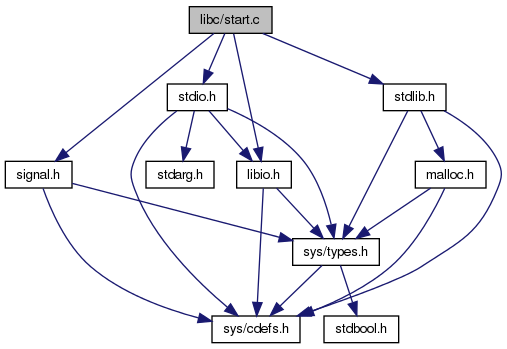 libc/start.c
stdio.h
stdlib.h
signal.h
stdarg.h
libio.h
malloc.h
sys/types.h
sys/cdefs.h
stdbool.h